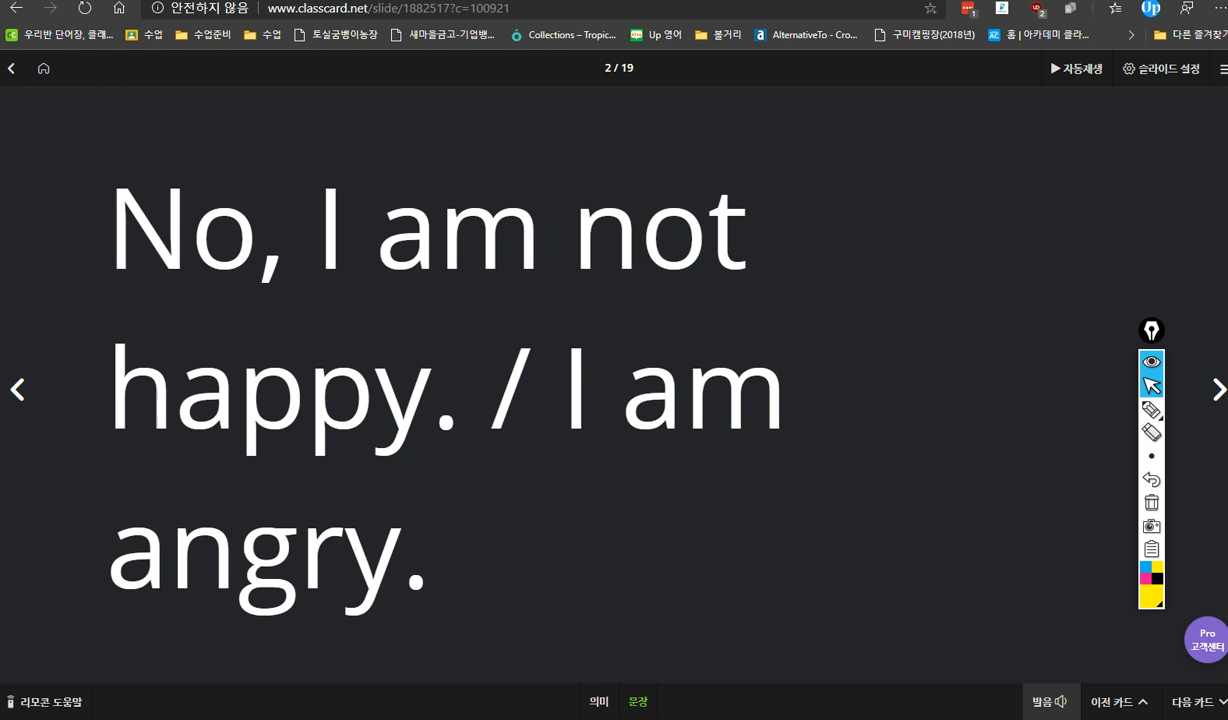 안전하지 않음 www.classcard.net/slide/1882517?c=100921
1 2
우리반 단어장, 클래... 수업 수업준비 수업 토실굼벵이농장 새마을금고-기업뱅... Collections – Tropic... Up 영어 볼거리 AlternativeTo - Cro... 구미캠핑장(2018년) 홈 | 아카데미 클라... 다른 즐겨찾기
2 / 19 자동재생 슬라이드 설정
No, I am not
happy. / I am
angry.
Pro
고객센터
리모콘 도움말 의미 문장 발음 이전 카드 다음 카드